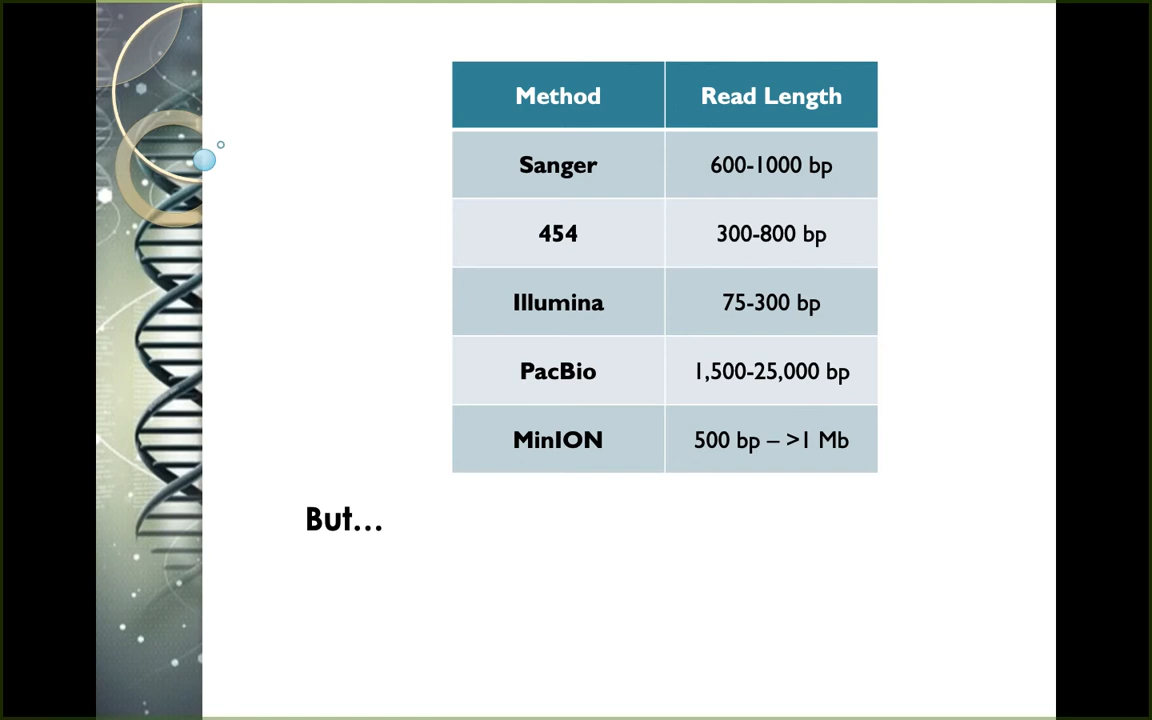 Method Read Length
Sanger 600-1000 bp
454 300-800 bp
Illumina 75-300 bp
PacBio 1,500-25,000 bp
MinION 500 bp – >1 Mb
But...